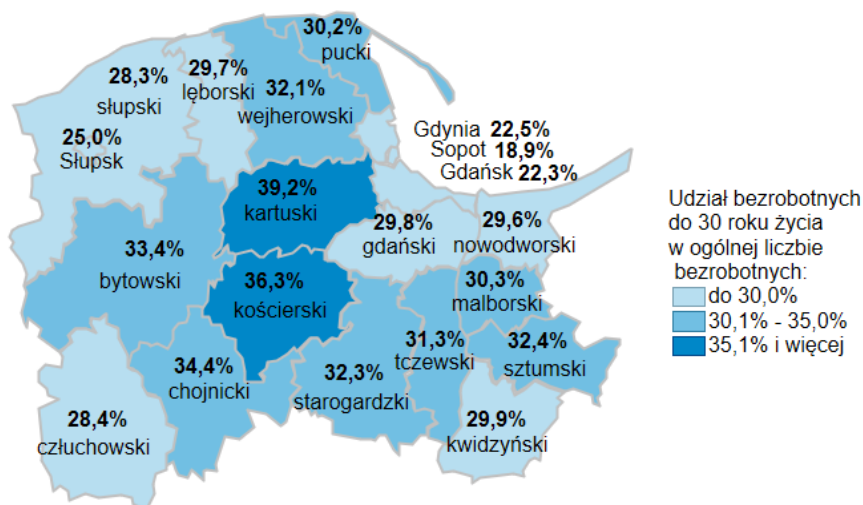 30,2%
pucki
28,3%
słupski
29,7%
lęborski
32,1%
wejherowski
25,0%
Słupsk
Gdynia 22,5%
Sopot 18,9%
Gdańsk 22,3%
39,2%
kartuski
29,8%
gdański
29,6%
nowodworski
33,4%
bytowski
36,3%
kościerski
30,3%
malborski
34,4%
chojnicki
32,3%
starogardzki
31,3%
tczewski
32,4%
sztumski
28,4%
człuchowski
29,9%
kwidzyński
Udział bezrobotnych
do 30 roku życia
w ogólnej liczbie
bezrobotnych:
do 30,0%
30,1% - 35,0%
35,1% i więcej